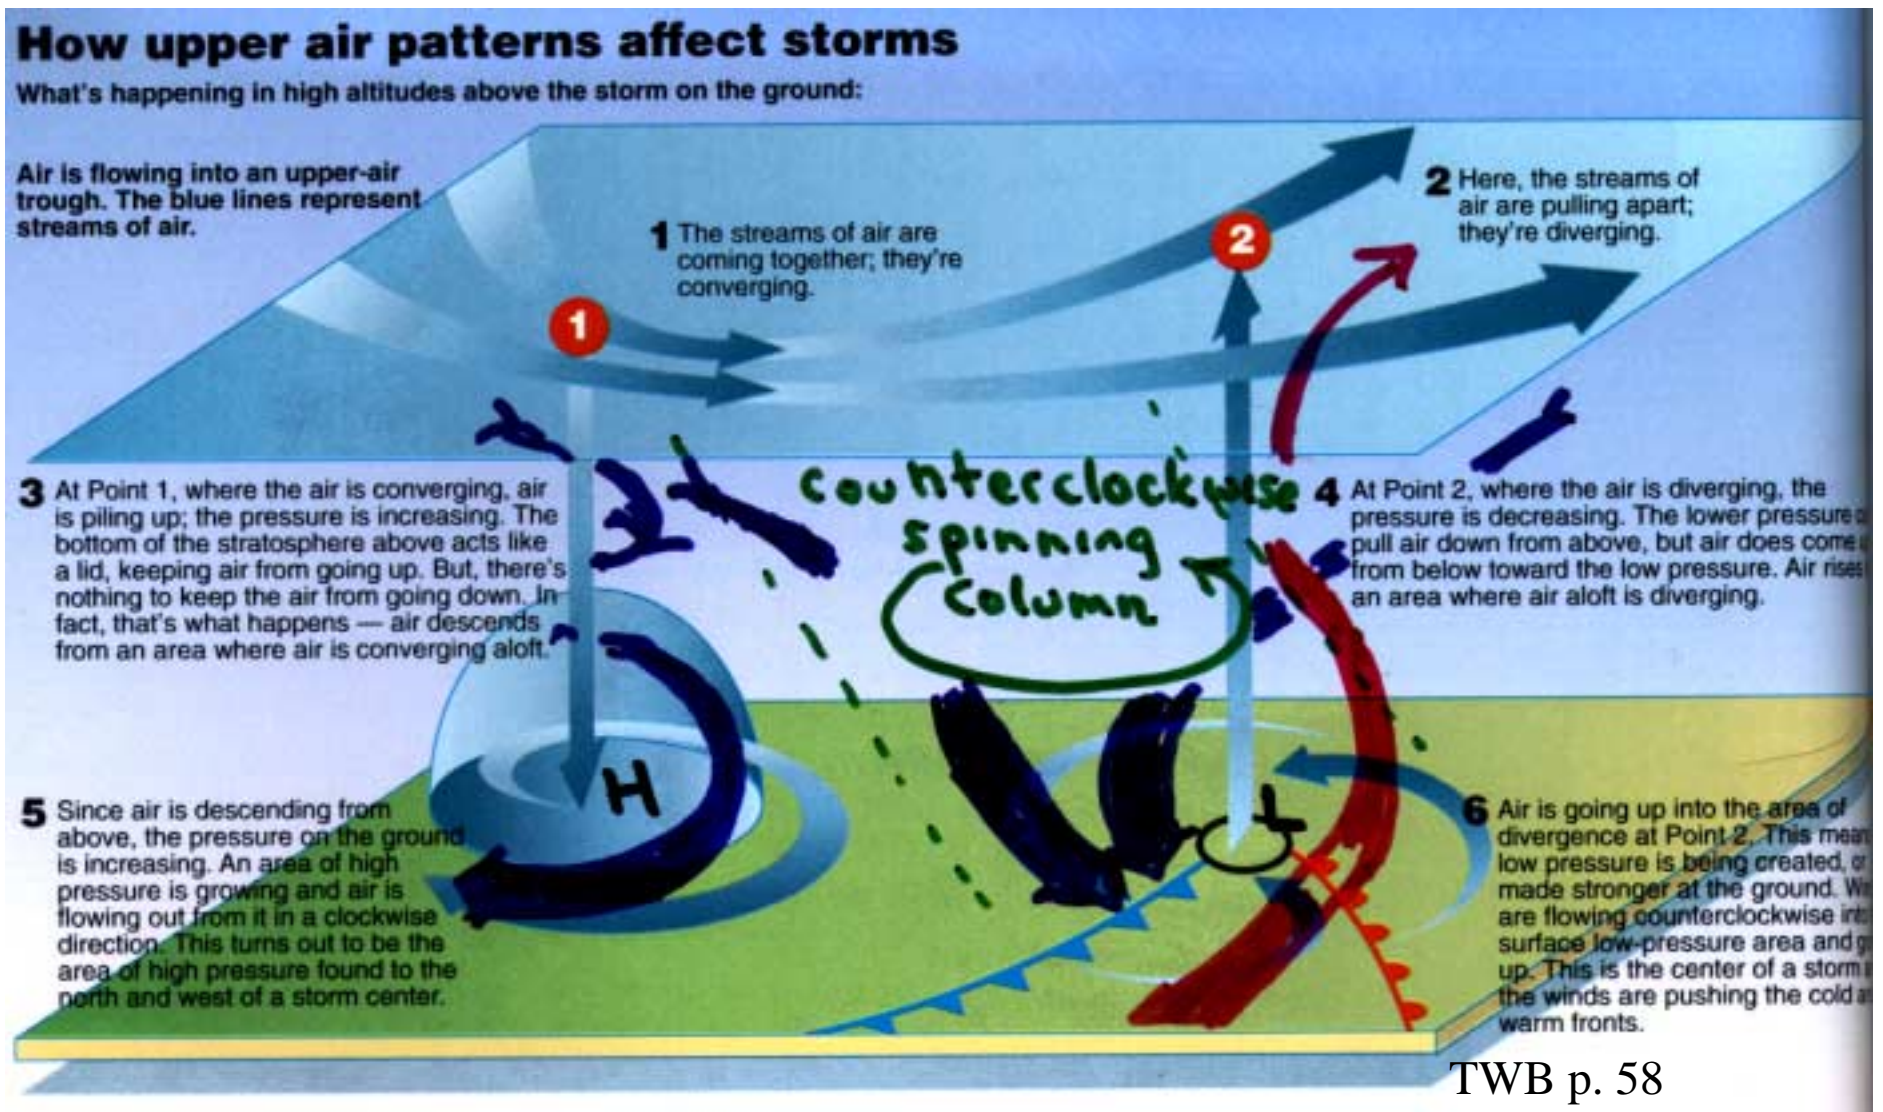 How upper air patterns affect storms
What's happening in high altitudes above the storm on the ground:
Air is flowing into an upper-air
trough. The blue lines represent
streams of air.
1 The streams of air are
coming together; they're
converging.
1
2
2 Here, the streams of
air are pulling apart;
they're diverging.
3 At Point 1, where the air is converging, air
is piling up; the pressure is increasing. The
bottom of the stratosphere above acts like
a lid, keeping air from going up. But, there's
nothing to keep the air from going down. In
fact, that's what happens — air descends
from an area where air is converging aloft.
counterclockwise
spinning
column
4 At Point 2, where the air is diverging, the
pressure is decreasing. The lower pressure
pull air down from above, but air does come
from below toward the low pressure. Air rises
an area where air aloft is diverging.
H
L
5 Since air is descending from
above, the pressure on the ground
is increasing. An area of high
pressure is growing and air is
flowing out from it in a clockwise
direction. This turns out to be the
area of high pressure found to the
north and west of a storm center.
6 Air is going up into the area of
divergence at Point 2. This mean
low pressure is being created, or
made stronger at the ground.
are flowing counterclockwise
surface low-pressure area and
up. This is the center of a storm
the winds are pushing the cold
warm fronts.
TWB p. 58